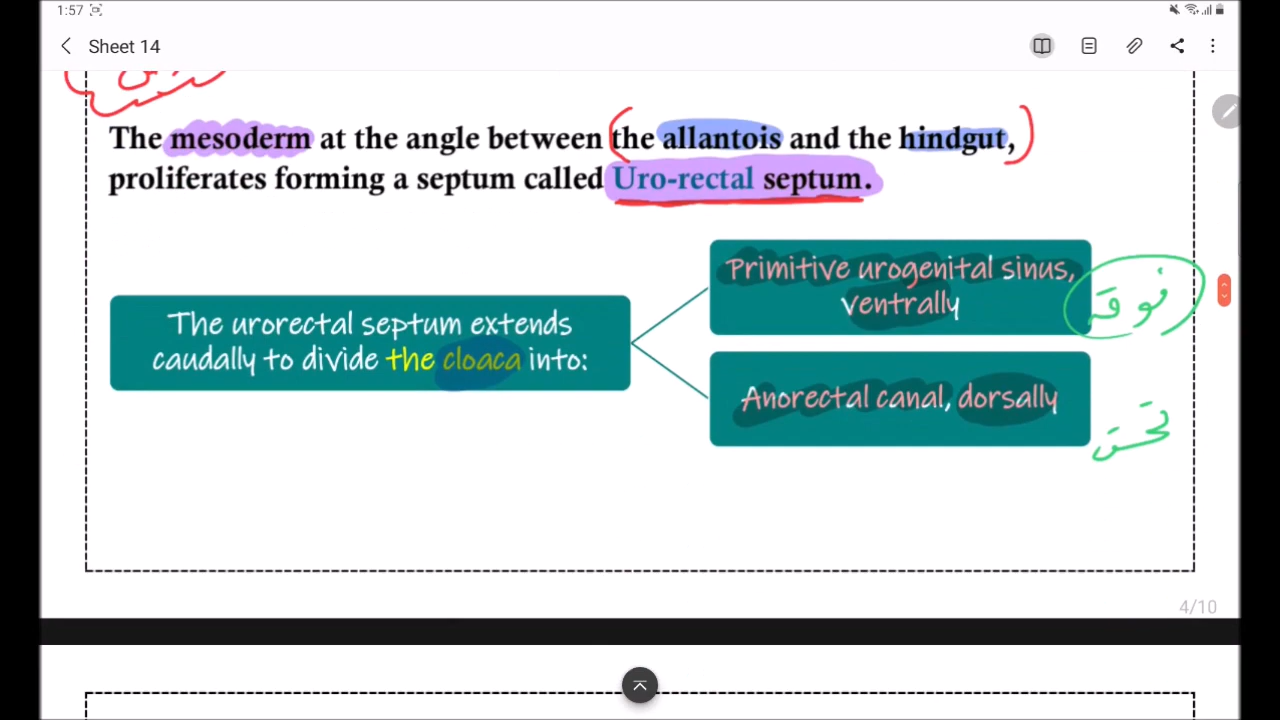 1:57
Sheet 14
The mesoderm at the angle between the allantois and the hindgut,
proliferates forming a septum called Uro-rectal septum.
The urorectal septum extends
caudally to divide the cloaca into:
Primitive urogenital sinus,
ventrally
فوق
Anorectal canal, dorsally
تحت
4/10